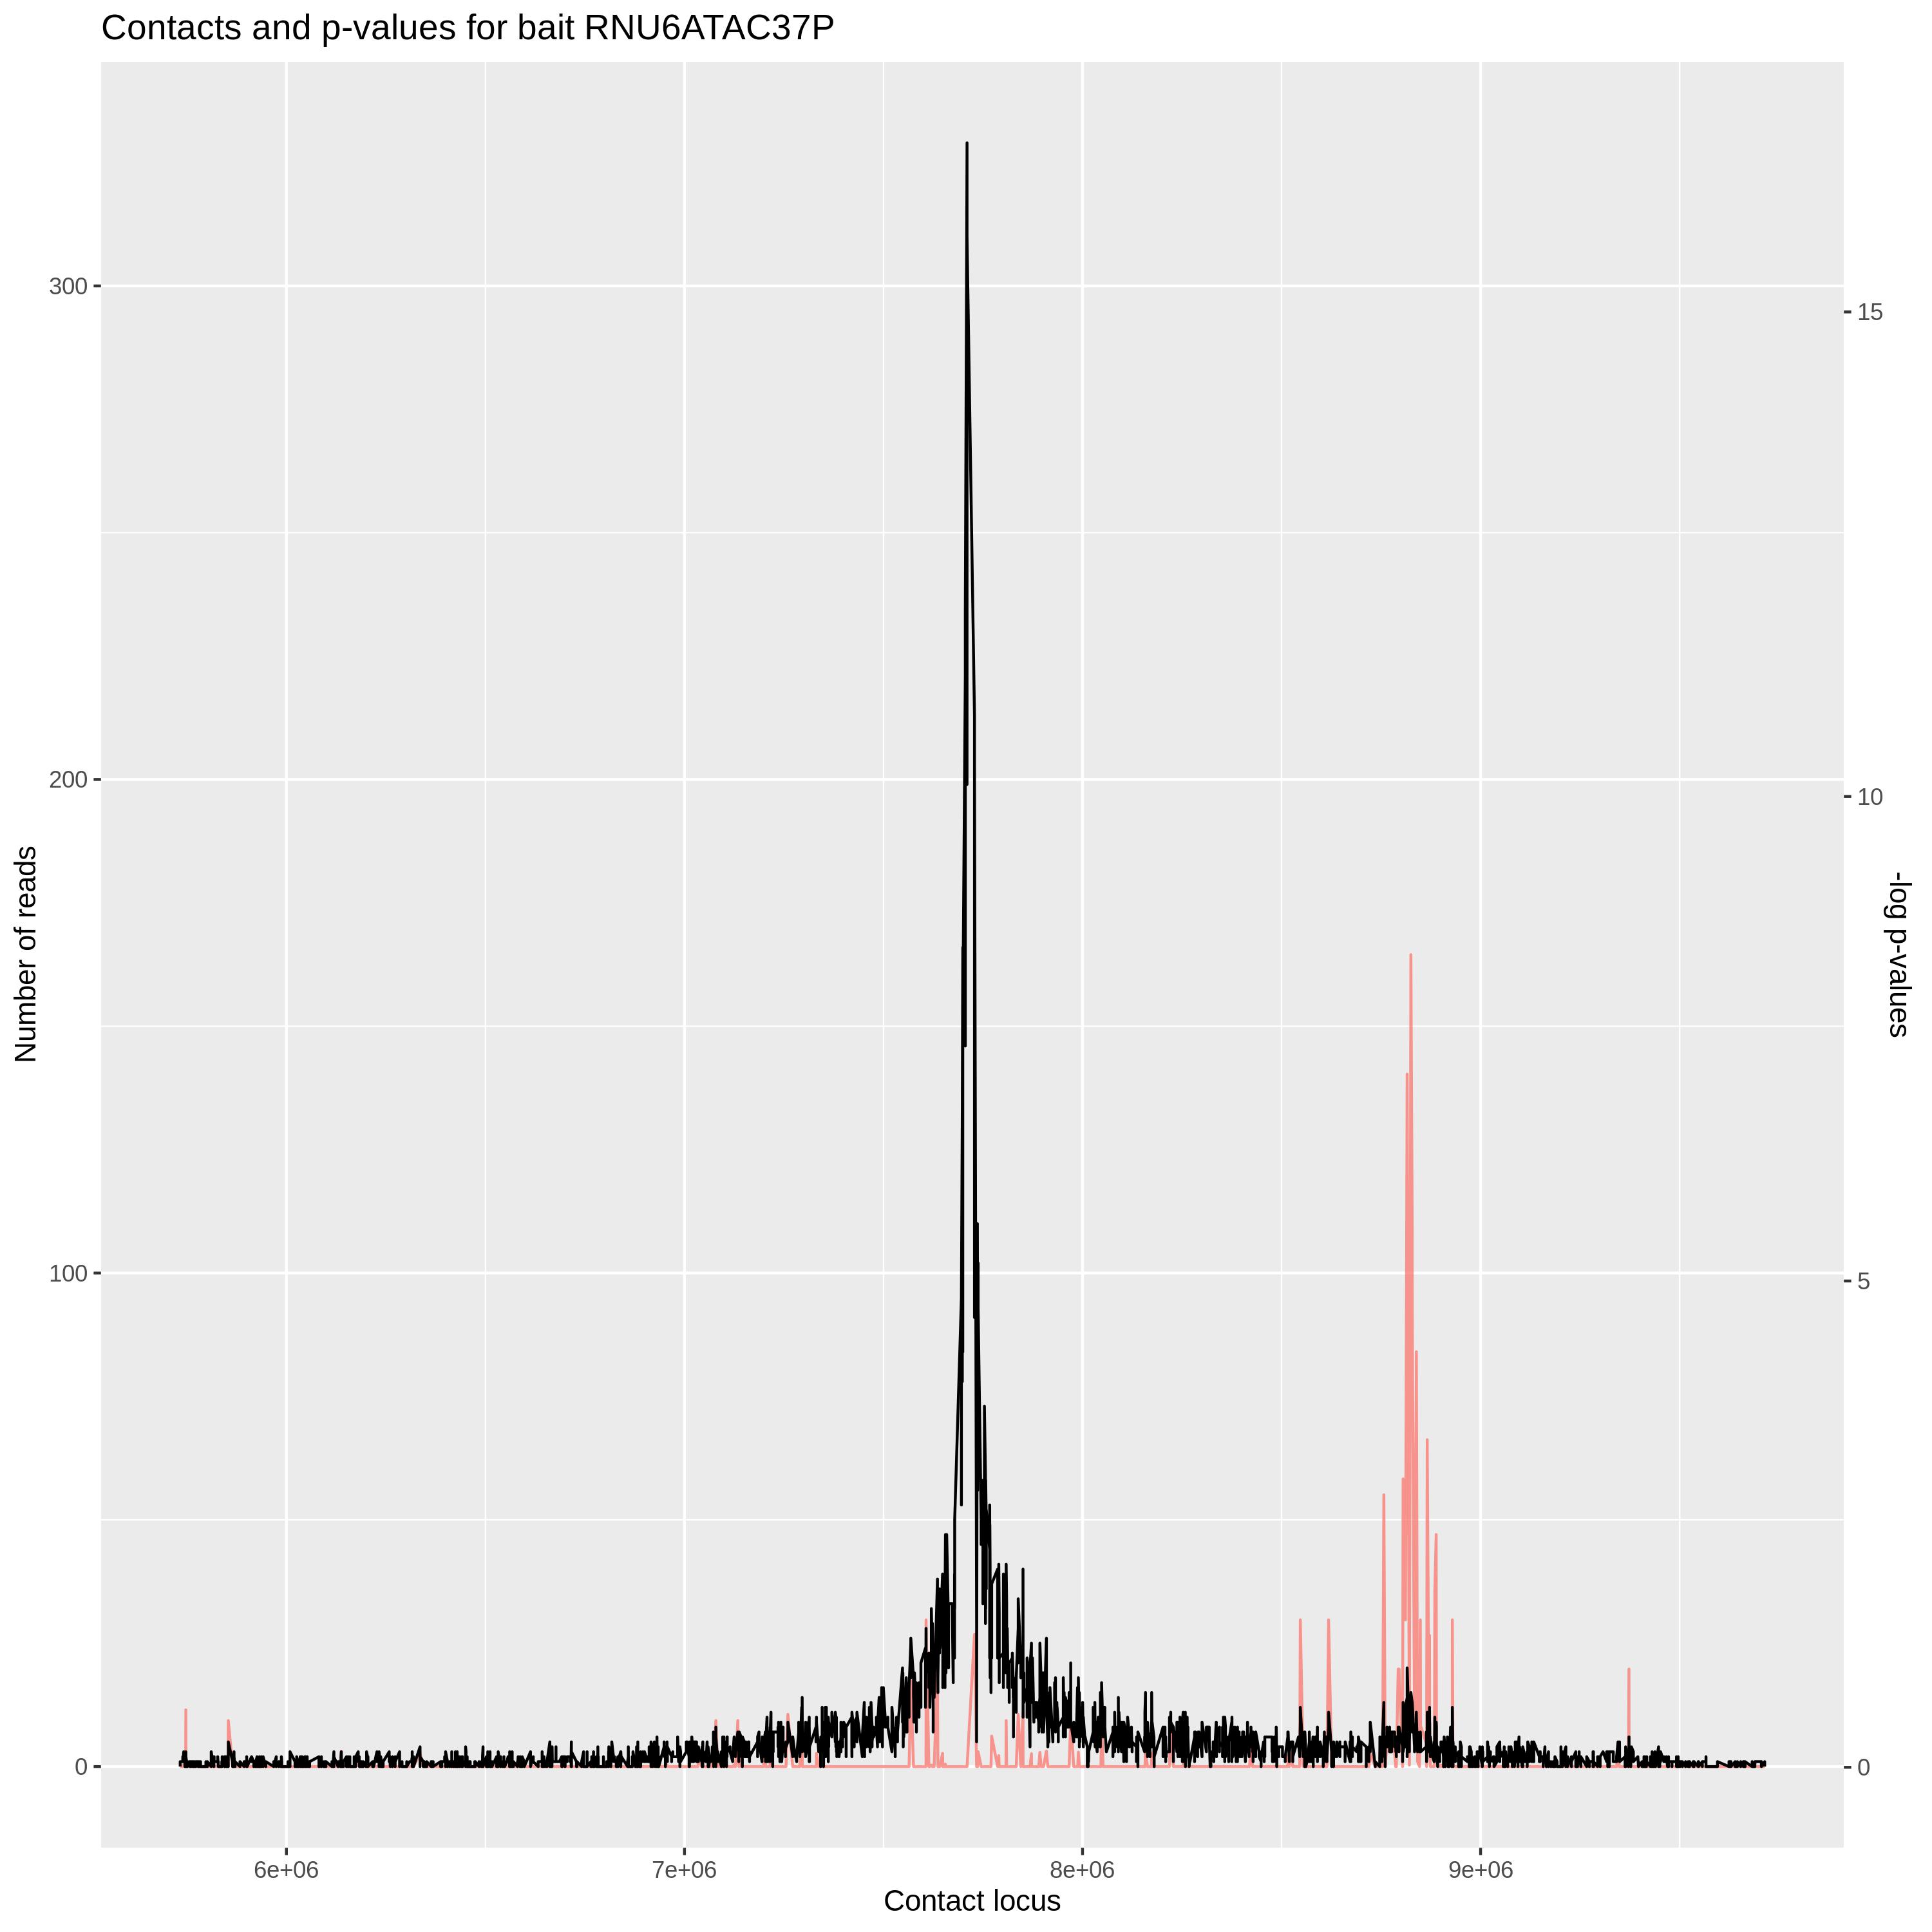 Contacts and p-values for bait RNU6ATAC37P
300
200
100
0
15
10
5
0
Number of reads
-log p-values
6e+06 7e+06 8e+06 9e+06
Contact locus